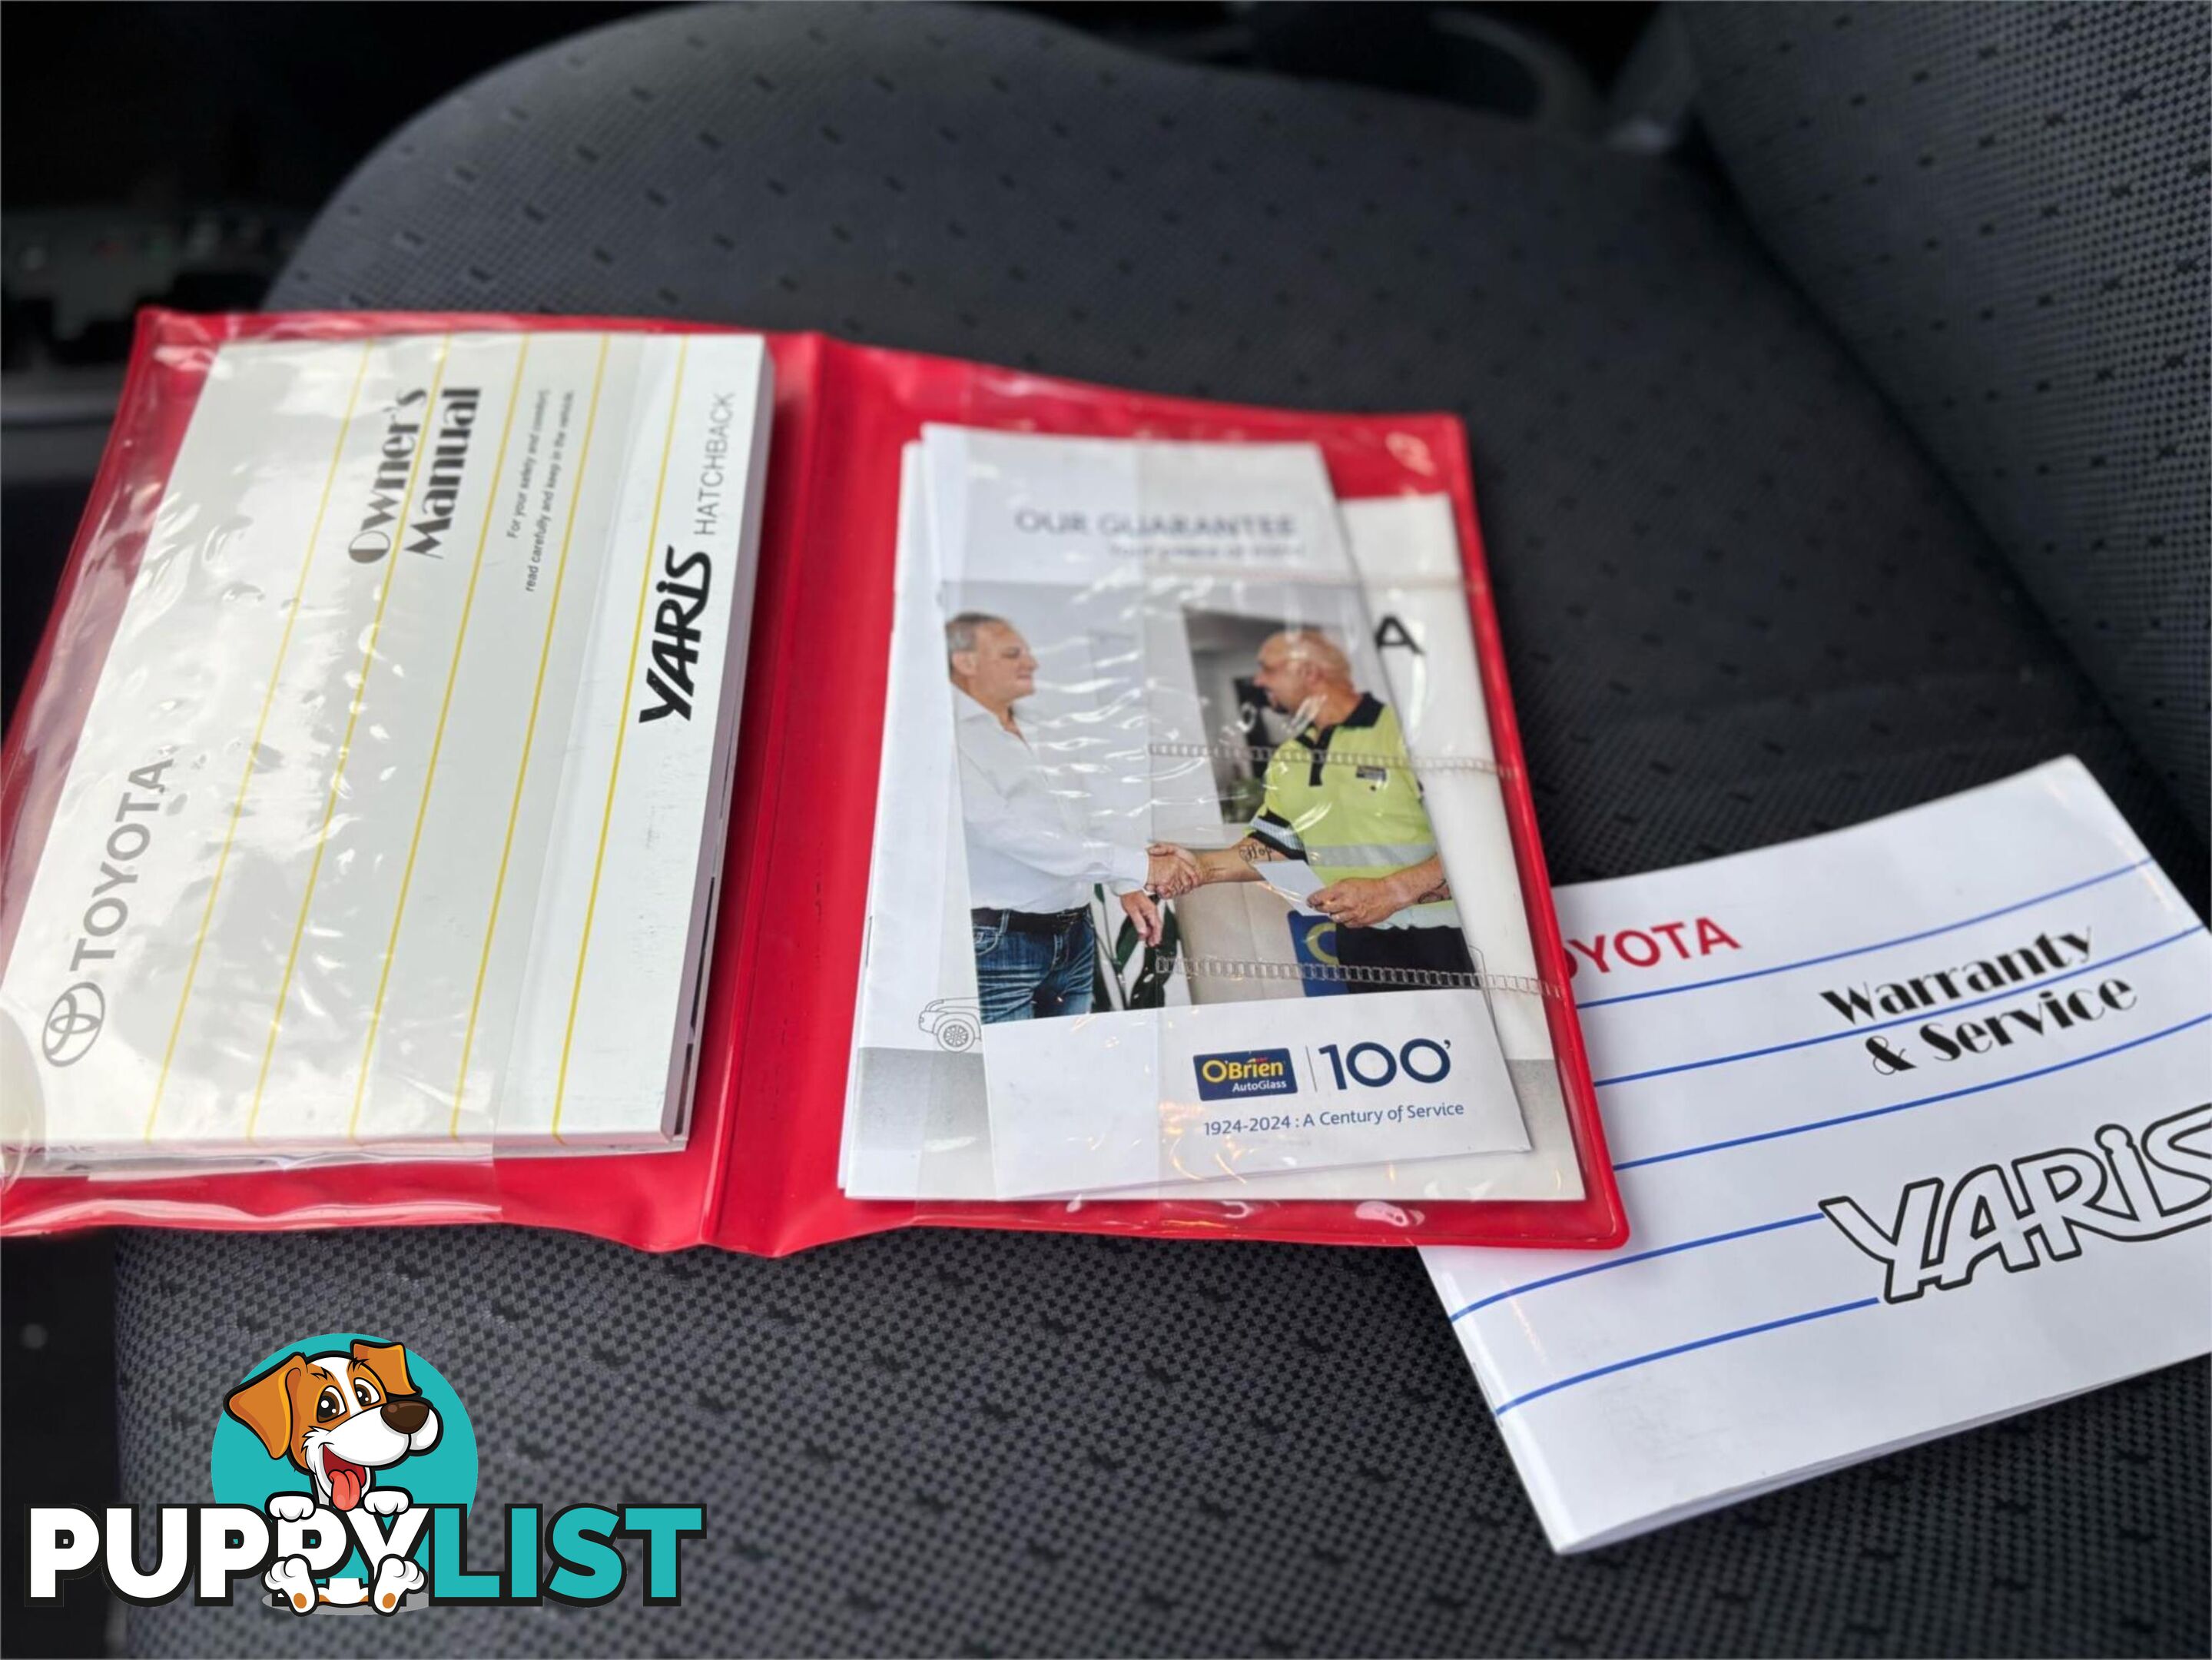 TOYOTA
Owner's
Manual
For your safety and comfort,
read carefully and keep in the vehicle.
YARIS HATCHBACK
OUR GUARANTEE
A
O'Brien
AutoGlass
100
1924-2024 : A Century of Service
OYOTA
Warranty
& Service
YARIS
PUPPYLIST